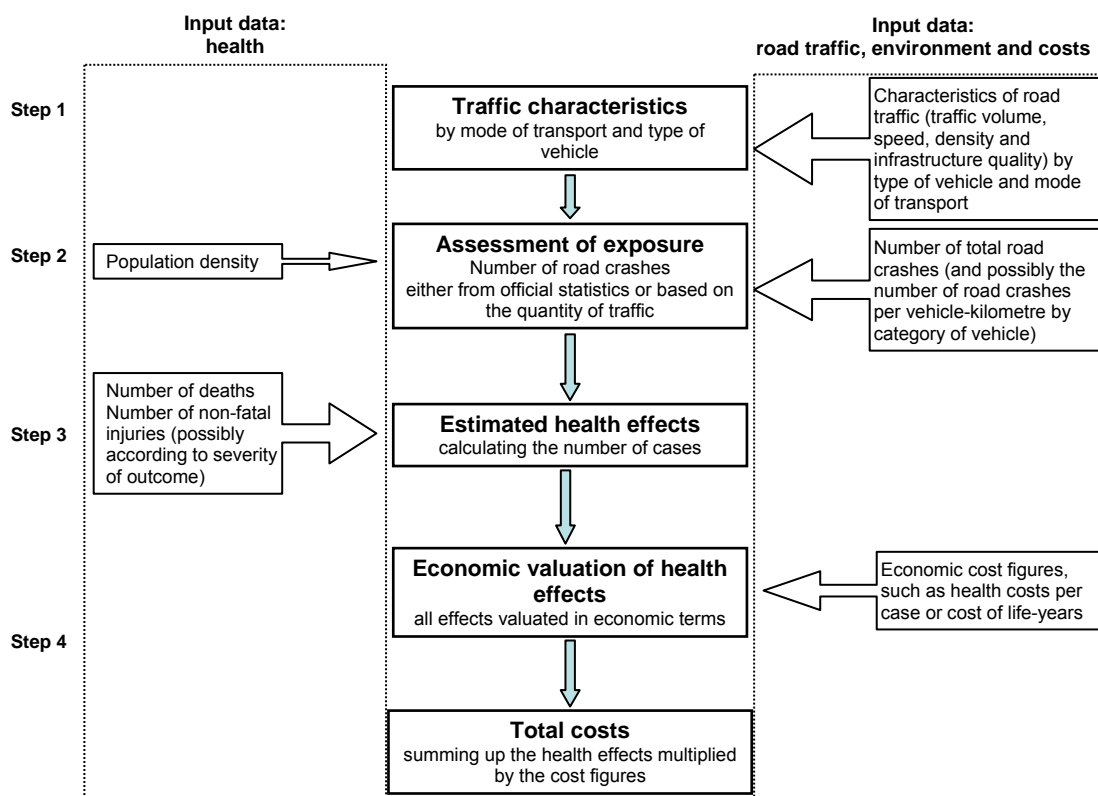 Input data:
health
Input data:
road traffic, environment and costs
Step 1
Traffic characteristics
by mode of transport and type of
vehicle
Characteristics of road
traffic (traffic volume,
speed, density and
infrastructure quality) by
type of vehicle and mode
of transport
Step 2
Population density
Assessment of exposure
Number of road crashes
either from official statistics or based on
the quantity of traffic
Number of total road
crashes (and possibly the
number of road crashes
per vehicle-kilometre by
category of vehicle)
Step 3
Number of deaths
Number of non-fatal
injuries (possibly
according to severity
of outcome)
Estimated health effects
calculating the number of cases
Economic valuation of health
effects
all effects valued in economic terms
Economic cost figures,
such as health costs per
case or cost of life-years
Step 4
Total costs
summing up the health effects multiplied
by the cost figures